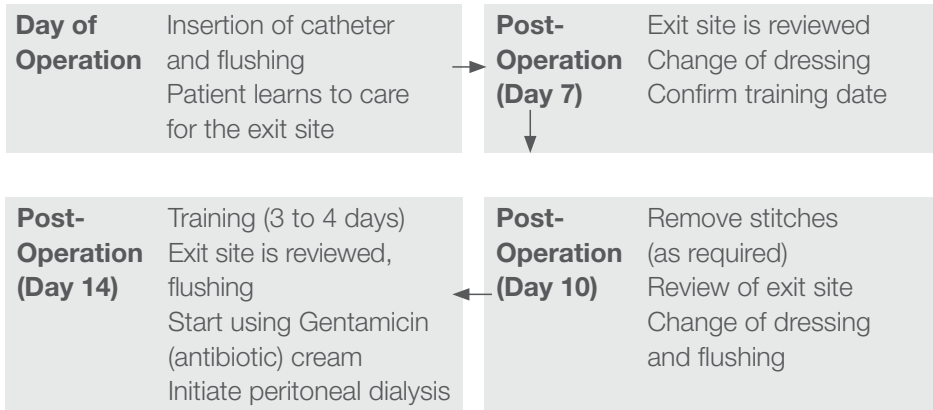 Day of
Operation
Insertion of catheter
and flushing
Patient learns to care
for the exit site
Post-
Operation
(Day 7)
Exit site is reviewed
Change of dressing
Confirm training date
Post-
Operation
(Day 10)
Remove stitches
(as required)
Review of exit site
Change of dressing
and flushing
Post-
Operation
(Day 14)
Training (3 to 4 days)
Exit site is reviewed,
flushing
Start using Gentamicin
(antibiotic) cream
Initiate peritoneal dialysis